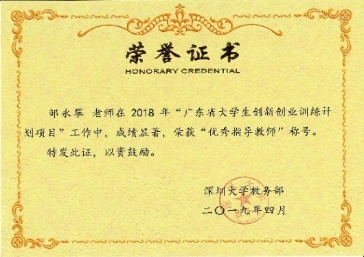 荣誉证书
HONORARY CREDENTIAL
邹永攀 老师在 2018 年“广东省大学生创新创业训练计
划项目”工作中，成绩显著，荣获“优秀指导教师”称号。
特发此证，以资鼓励。
深圳大学教务部
二〇一九年四月